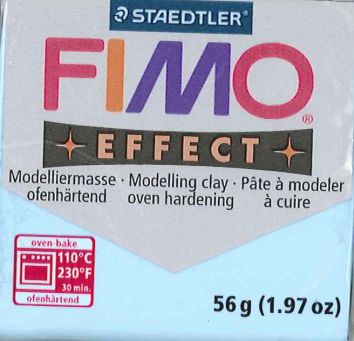 STAEDTLER®
FIMO®
EFFECT
Modelliermasse · Modelling clay · Pâte à modeler
ofenhärtend oven hardening à cuire
oven-bake
110°C
230°F
30 min.
ofenhärtend
56 g (1.97 oz)